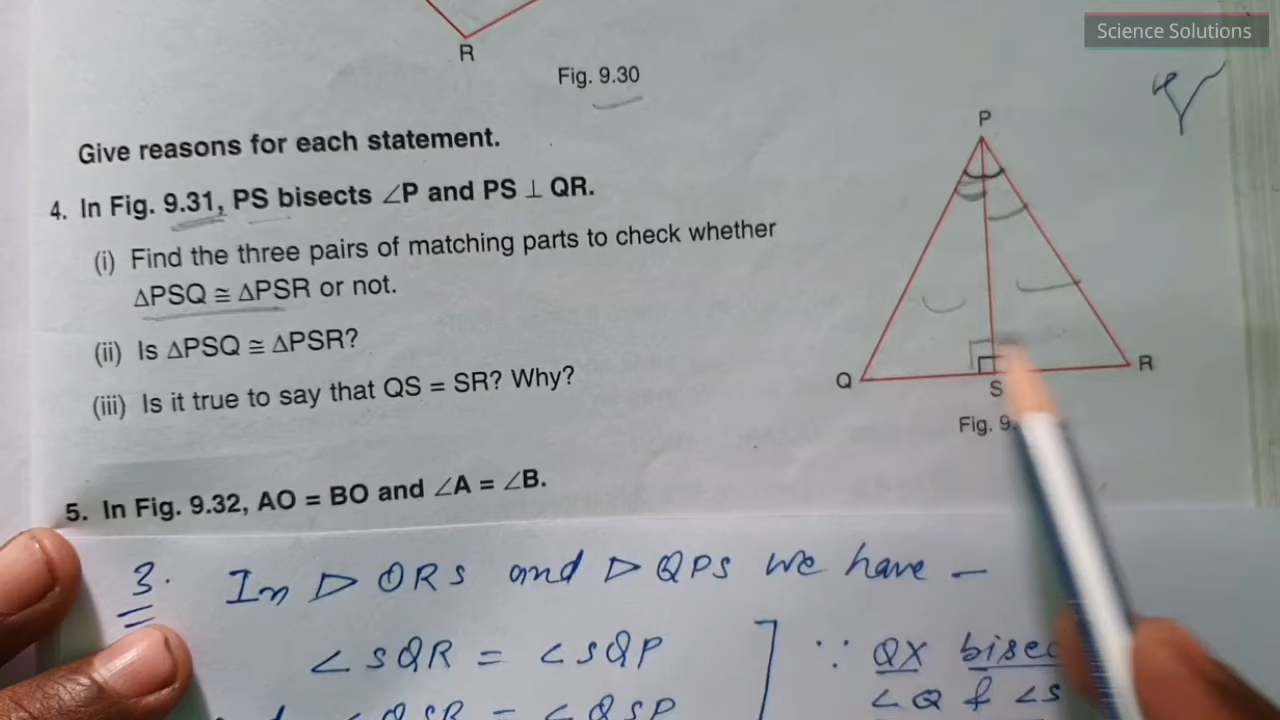 Science Solutions
R
Fig. 9.30
Give reasons for each statement.
P
4. In Fig. 9.31, PS bisects ∠P and PS ⊥ QR.
(i) Find the three pairs of matching parts to check whether
ΔPSQ ≅ ΔPSR or not.
(ii) Is ΔPSQ ≅ ΔPSR?
(iii) Is it true to say that QS = SR? Why?
Q
S
R
Fig. 9.
5. In Fig. 9.32, AO = BO and ∠A = ∠B.
3. In ▷ QRS and ▷ QPS we have –
∠SQR = ∠SQP ∵ QX
∠QSR = ∠QSP ∠Q & ∠S